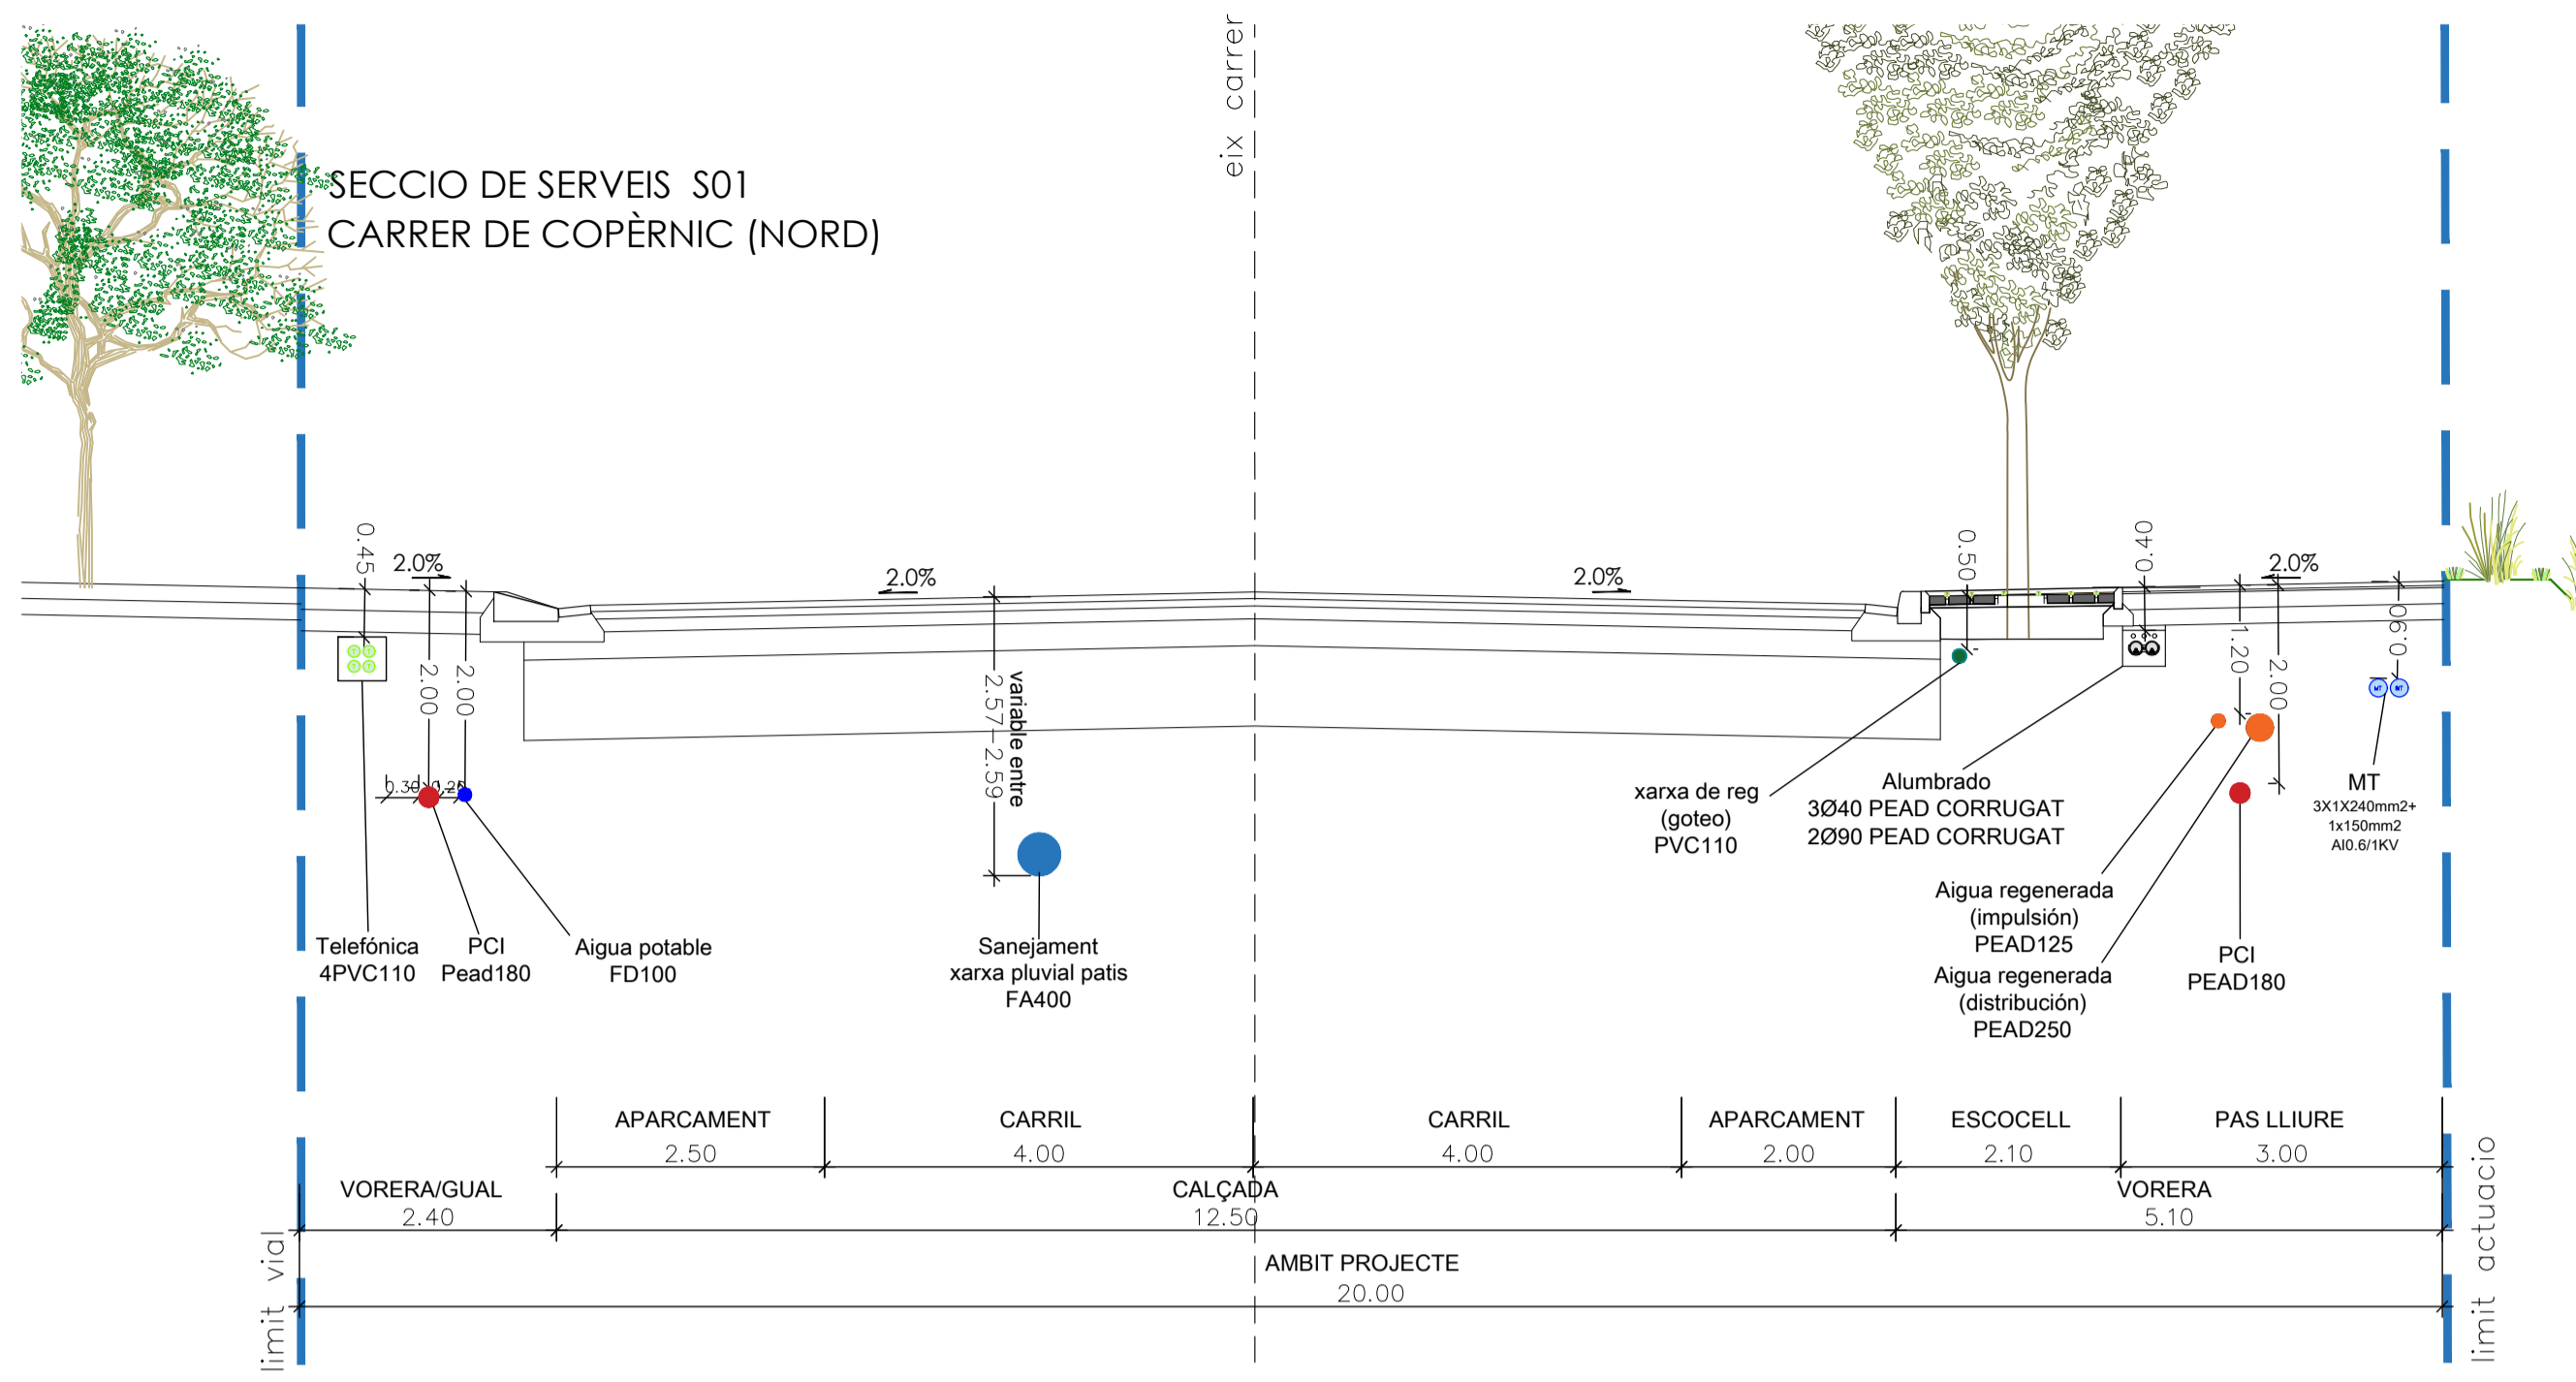 eix carrer
SECCIO DE SERVEIS S01
CARRER DE COPÈRNIC (NORD)
0.45
2.0%
2.0%
2.0%
0.50
0.40
2.0%
2.00
2.00
variable entre
2.57-2.59
1.20
2.00
0.90
0.30
MT
MT
xarxa de reg
(goteo)
PVC110
Alumbrado
3Ø40 PEAD CORRUGAT
2Ø90 PEAD CORRUGAT
MT
3X1X240mm2+
1x150mm2
Al0.6/1KV
Aigua regenerada
(impulsión)
PEAD125
Aigua regenerada
(distribución)
PEAD250
PCI
PEAD180
Telefónica
4PVC110
PCI
Pead180
Aigua potable
FD100
Sanejament
xarxa pluvial patis
FA400
APARCAMENT
2.50
CARRIL
4.00
CARRIL
4.00
APARCAMENT
2.00
ESCOCELL
2.10
PAS LLIURE
3.00
VORERA/GUAL
2.40
CALÇADA
12.50
VORERA
5.10
AMBIT PROJECTE
20.00
limit vial
limit actuacio